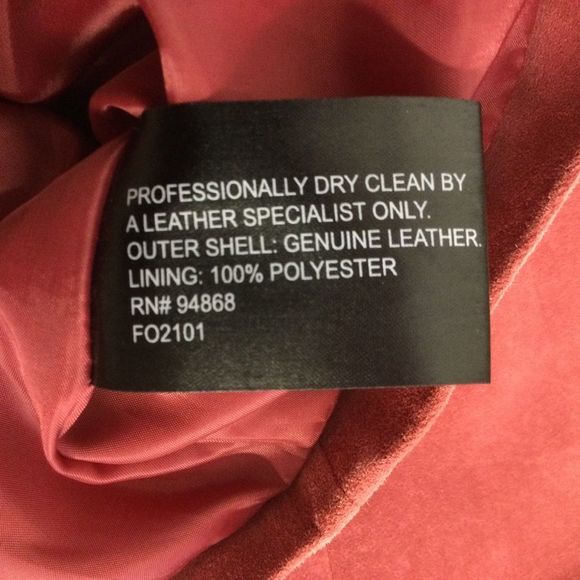 PROFESSIONALLY DRY CLEAN BY
A LEATHER SPECIALIST ONLY.
OUTER SHELL: GENUINE LEATHER.
LINING: 100% POLYESTER
RN# 94868
FO2101